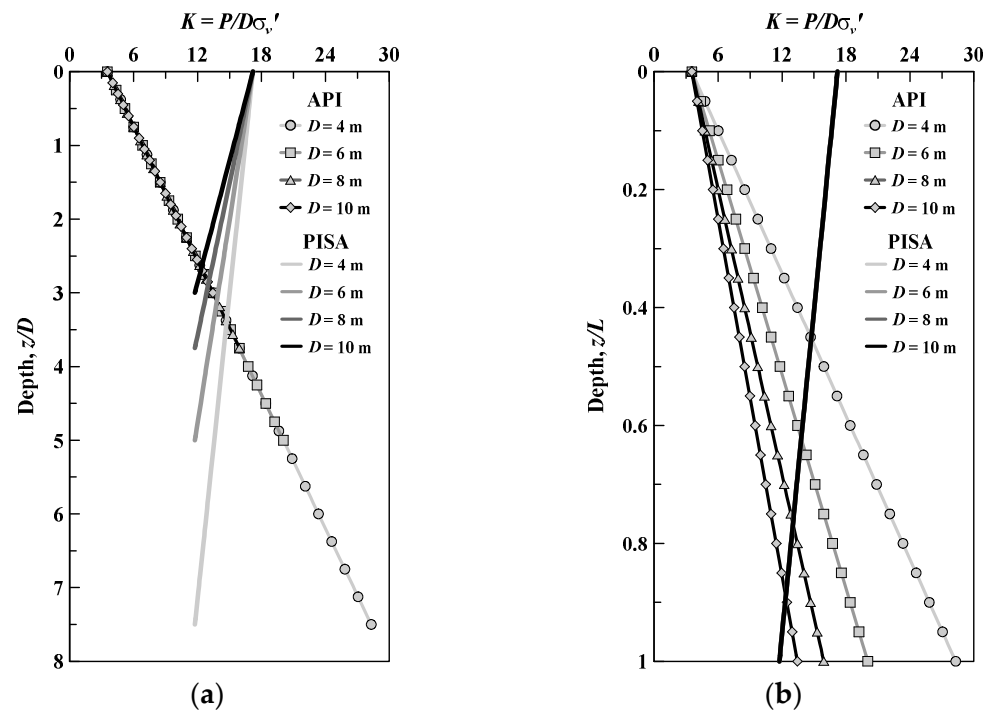 K = P/Dσᵥ′
0 6 12 18 24 30
0
1
2
3
4
5
6
7
8
Depth, z/D
API
D = 4 m
D = 6 m
D = 8 m
D = 10 m
PISA
D = 4 m
D = 6 m
D = 8 m
D = 10 m
(a)
K = P/Dσᵥ′
0 6 12 18 24 30
0
0.2
0.4
0.6
0.8
1
Depth, z/L
API
D = 4 m
D = 6 m
D = 8 m
D = 10 m
PISA
D = 4 m
D = 6 m
D = 8 m
D = 10 m
(b)